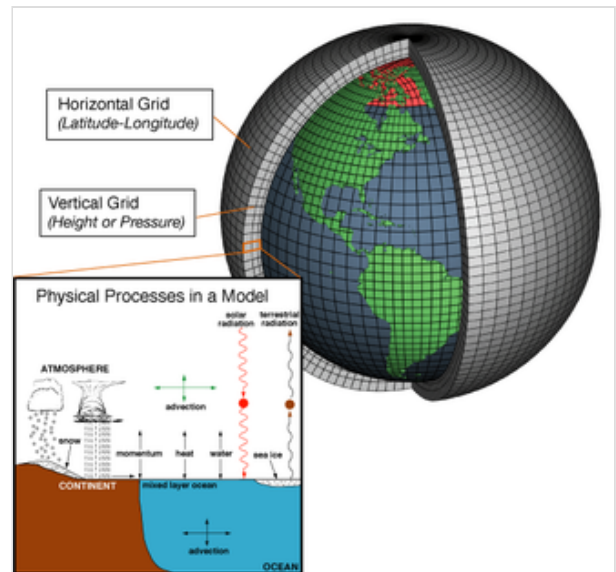 Horizontal Grid
(Latitude-Longitude)
Vertical Grid
(Height or Pressure)
Physical Processes in a Model
solar
radiation
terrestrial
radiation
ATMOSPHERE
advection
snow
momentum
heat
water
sea ice
CONTINENT
mixed layer ocean
advection
OCEAN